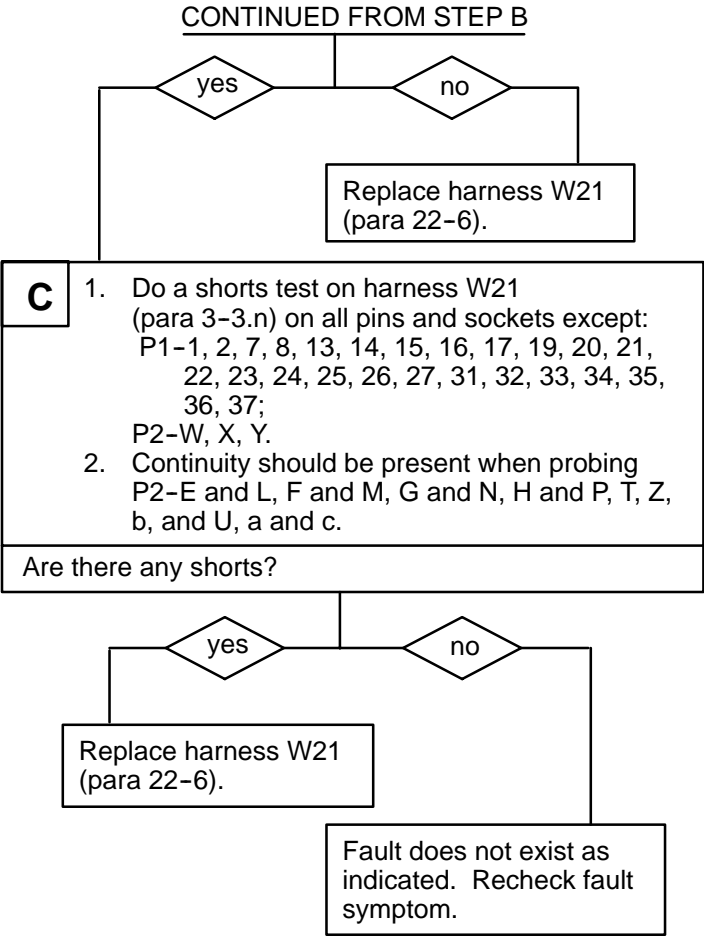 CONTINUED FROM STEP B
yes
no
Replace harness W21
(para 22-6).
C
1. Do a shorts test on harness W21
(para 3-3.n) on all pins and sockets except:
P1-1, 2, 7, 8, 13, 14, 15, 16, 17, 19, 20, 21,
22, 23, 24, 25, 26, 27, 31, 32, 33, 34, 35,
36, 37;
P2-W, X, Y.
2. Continuity should be present when probing
P2-E and L, F and M, G and N, H and P, T, Z,
b, and U, a and c.
Are there any shorts?
yes
no
Replace harness W21
(para 22-6).
Fault does not exist as
indicated. Recheck fault
symptom.